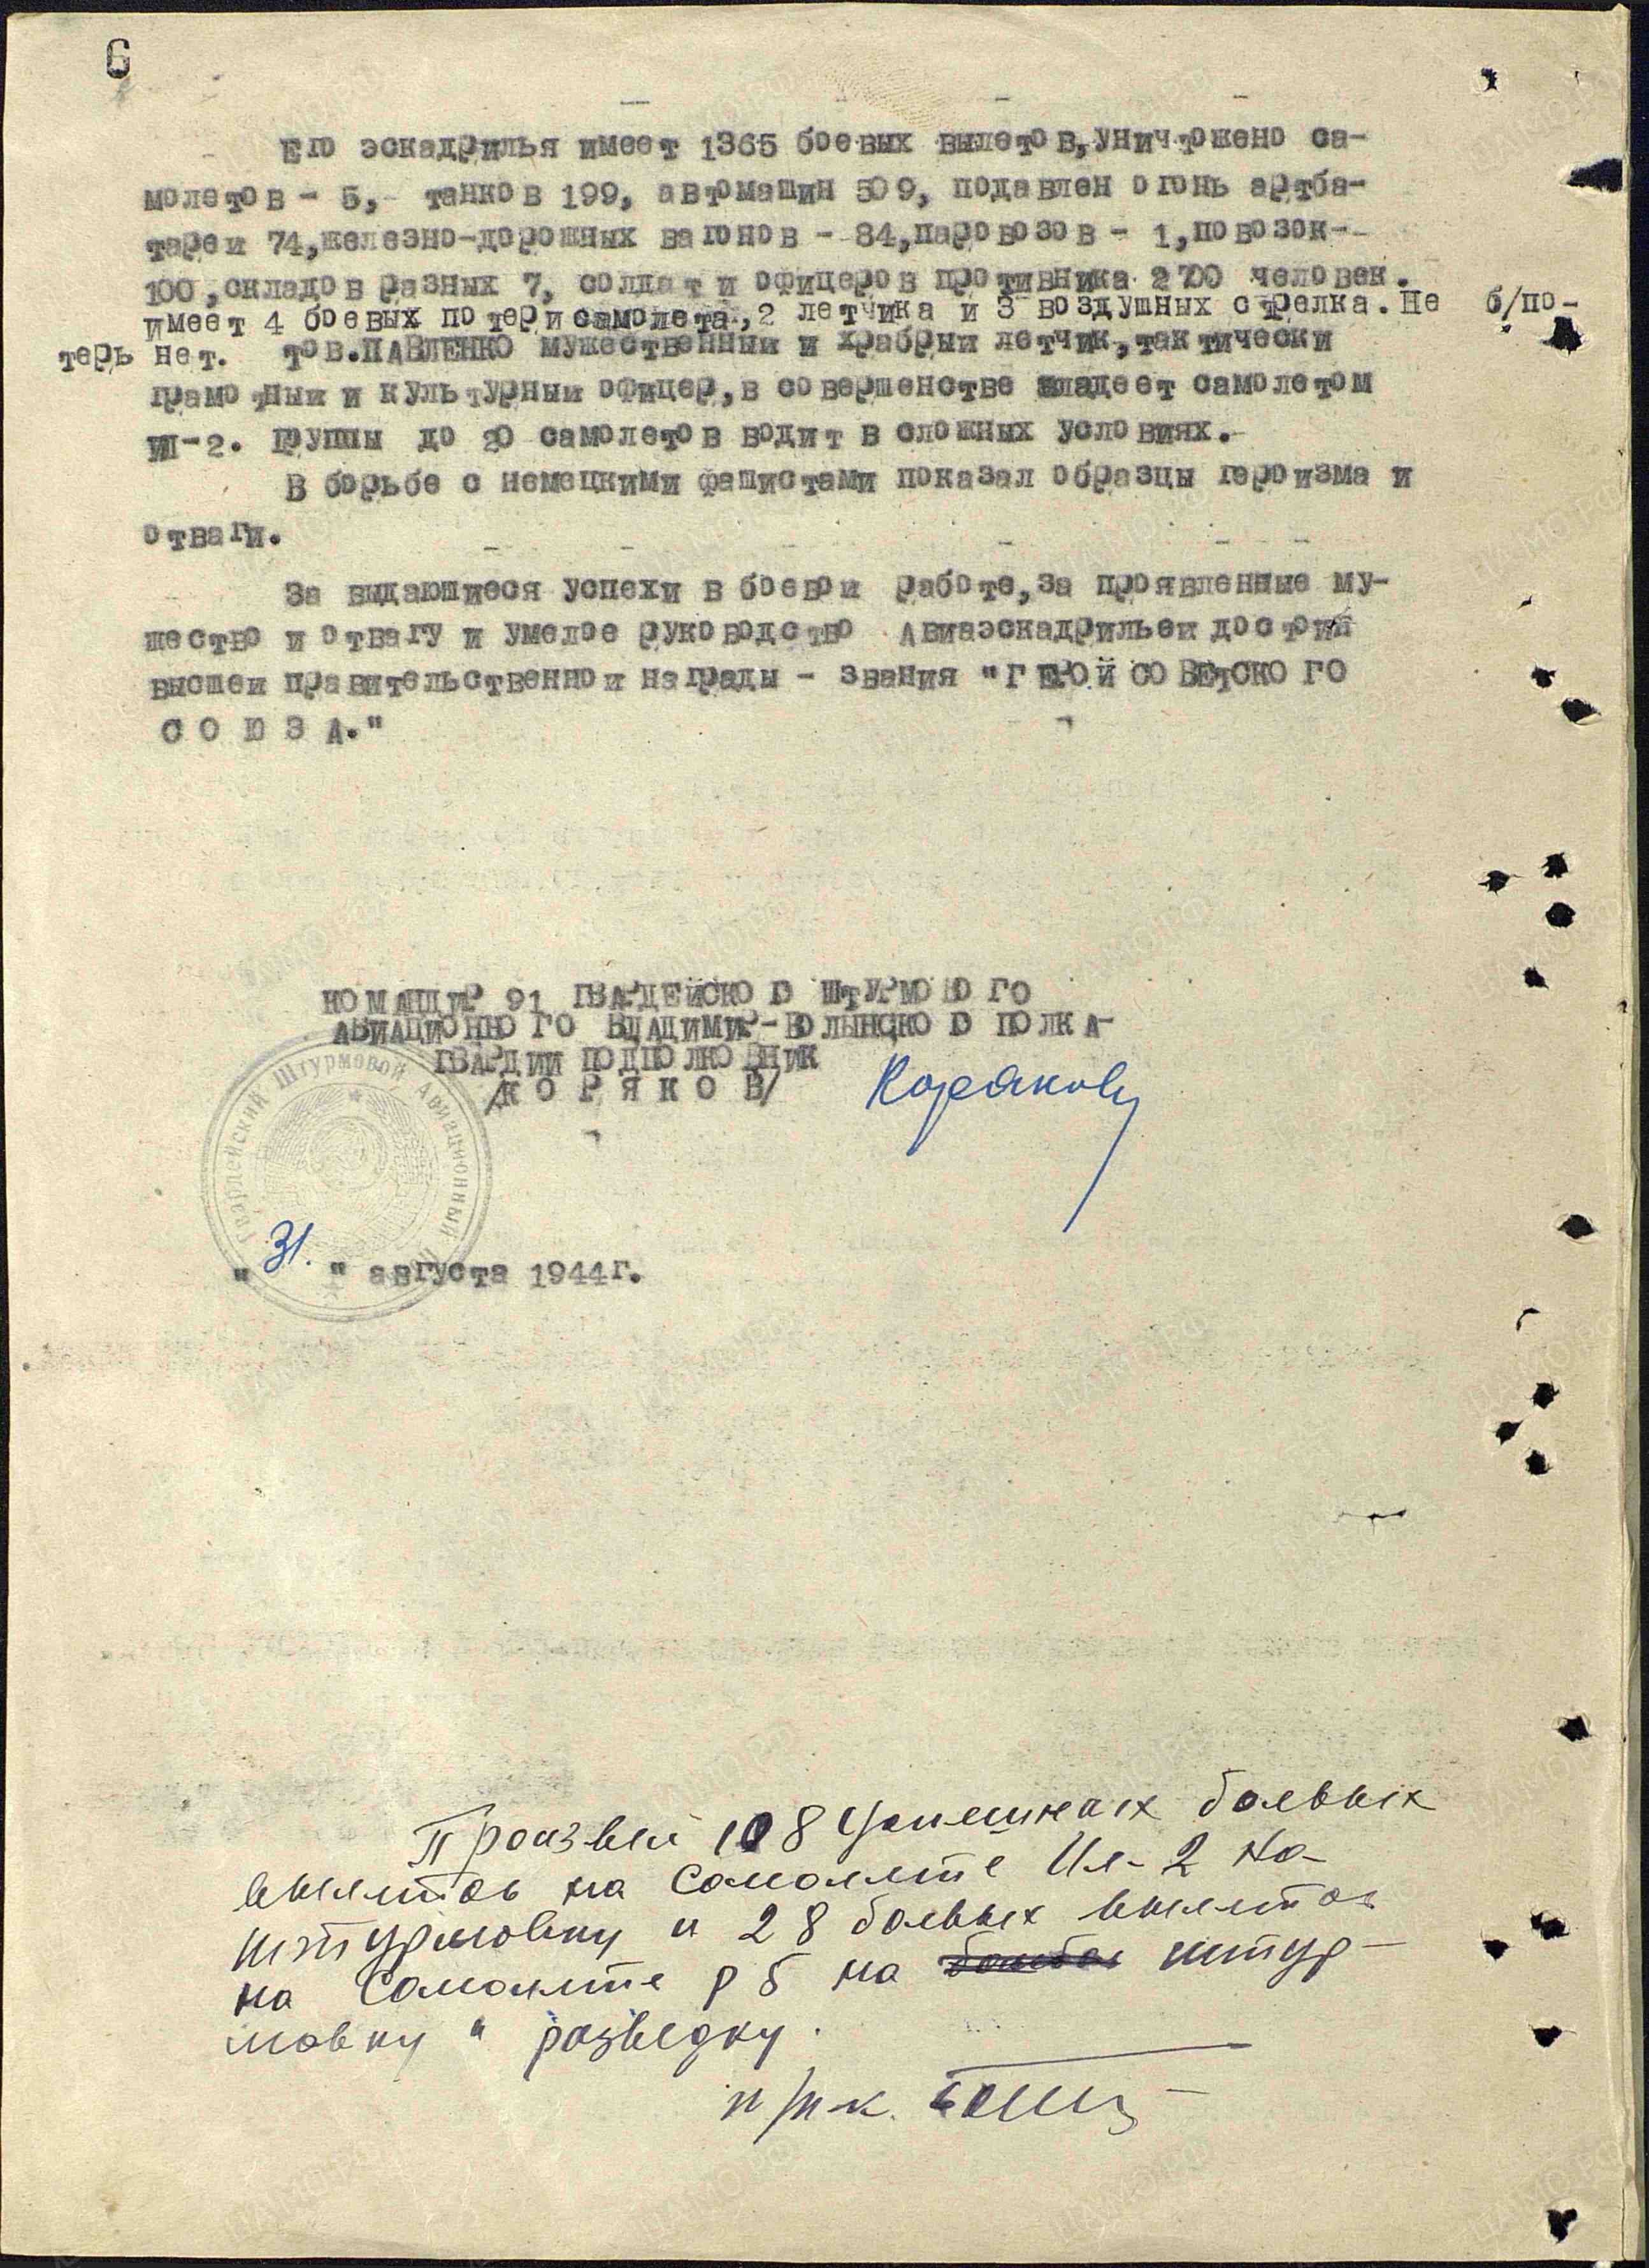 6
Его эскадрилья имеет 1365 боевых вылетов, уничтожено са-
молетов - 5, - танков 199, автомашин 509, подавлен огонь артба-
тареи 74, железно-дорожных вагонов - 84, паровозов - 1, повозок --
100, складов разных 7, солдат и офицеров противника 2700 человек.
имеет 4 боевых потери самолета, 2 летчика и 3 воздушных стрелка. Не б/по-
терь нет. тов. ПАВЛЕНКО мужественный и храбрый летчик, тактически
грамотный и культурный офицер, в совершенстве владеет самолетом
ИЛ-2. Группы до 20 самолетов водит в сложных условиях.-
В борьбе с немецкими фашистами показал образцы героизма и
отваги.
За выдающиеся успехи в боевой работе, за проявленные му-
жество и отвагу и умелое руководство Авиаэскадрильей достоин
высшей правительственной награды - звания "ГЕРОЙ СОВЕТСКОГО
СОЮЗА."
КОМАНДИР 91 ГВАРДЕЙСКОГО ШТУРМОВОГО
АВИАЦИОННОГО ВЛАДИМИР-ВОЛЫНСКОГО ПОЛКА-
ГВАРДИИ ПОДПОЛКОВНИК
/КОРЯКОВ/ Коряков
Гвардейский Штурмовой Авиационный
"31." августа 1944г.
Произвел 108 успешных боевых
вылетов на самолете Ил-2 на
штурмовку и 28 боевых вылетов
на самолете р5 на штур-
мовку и разведку.
п/п-к.